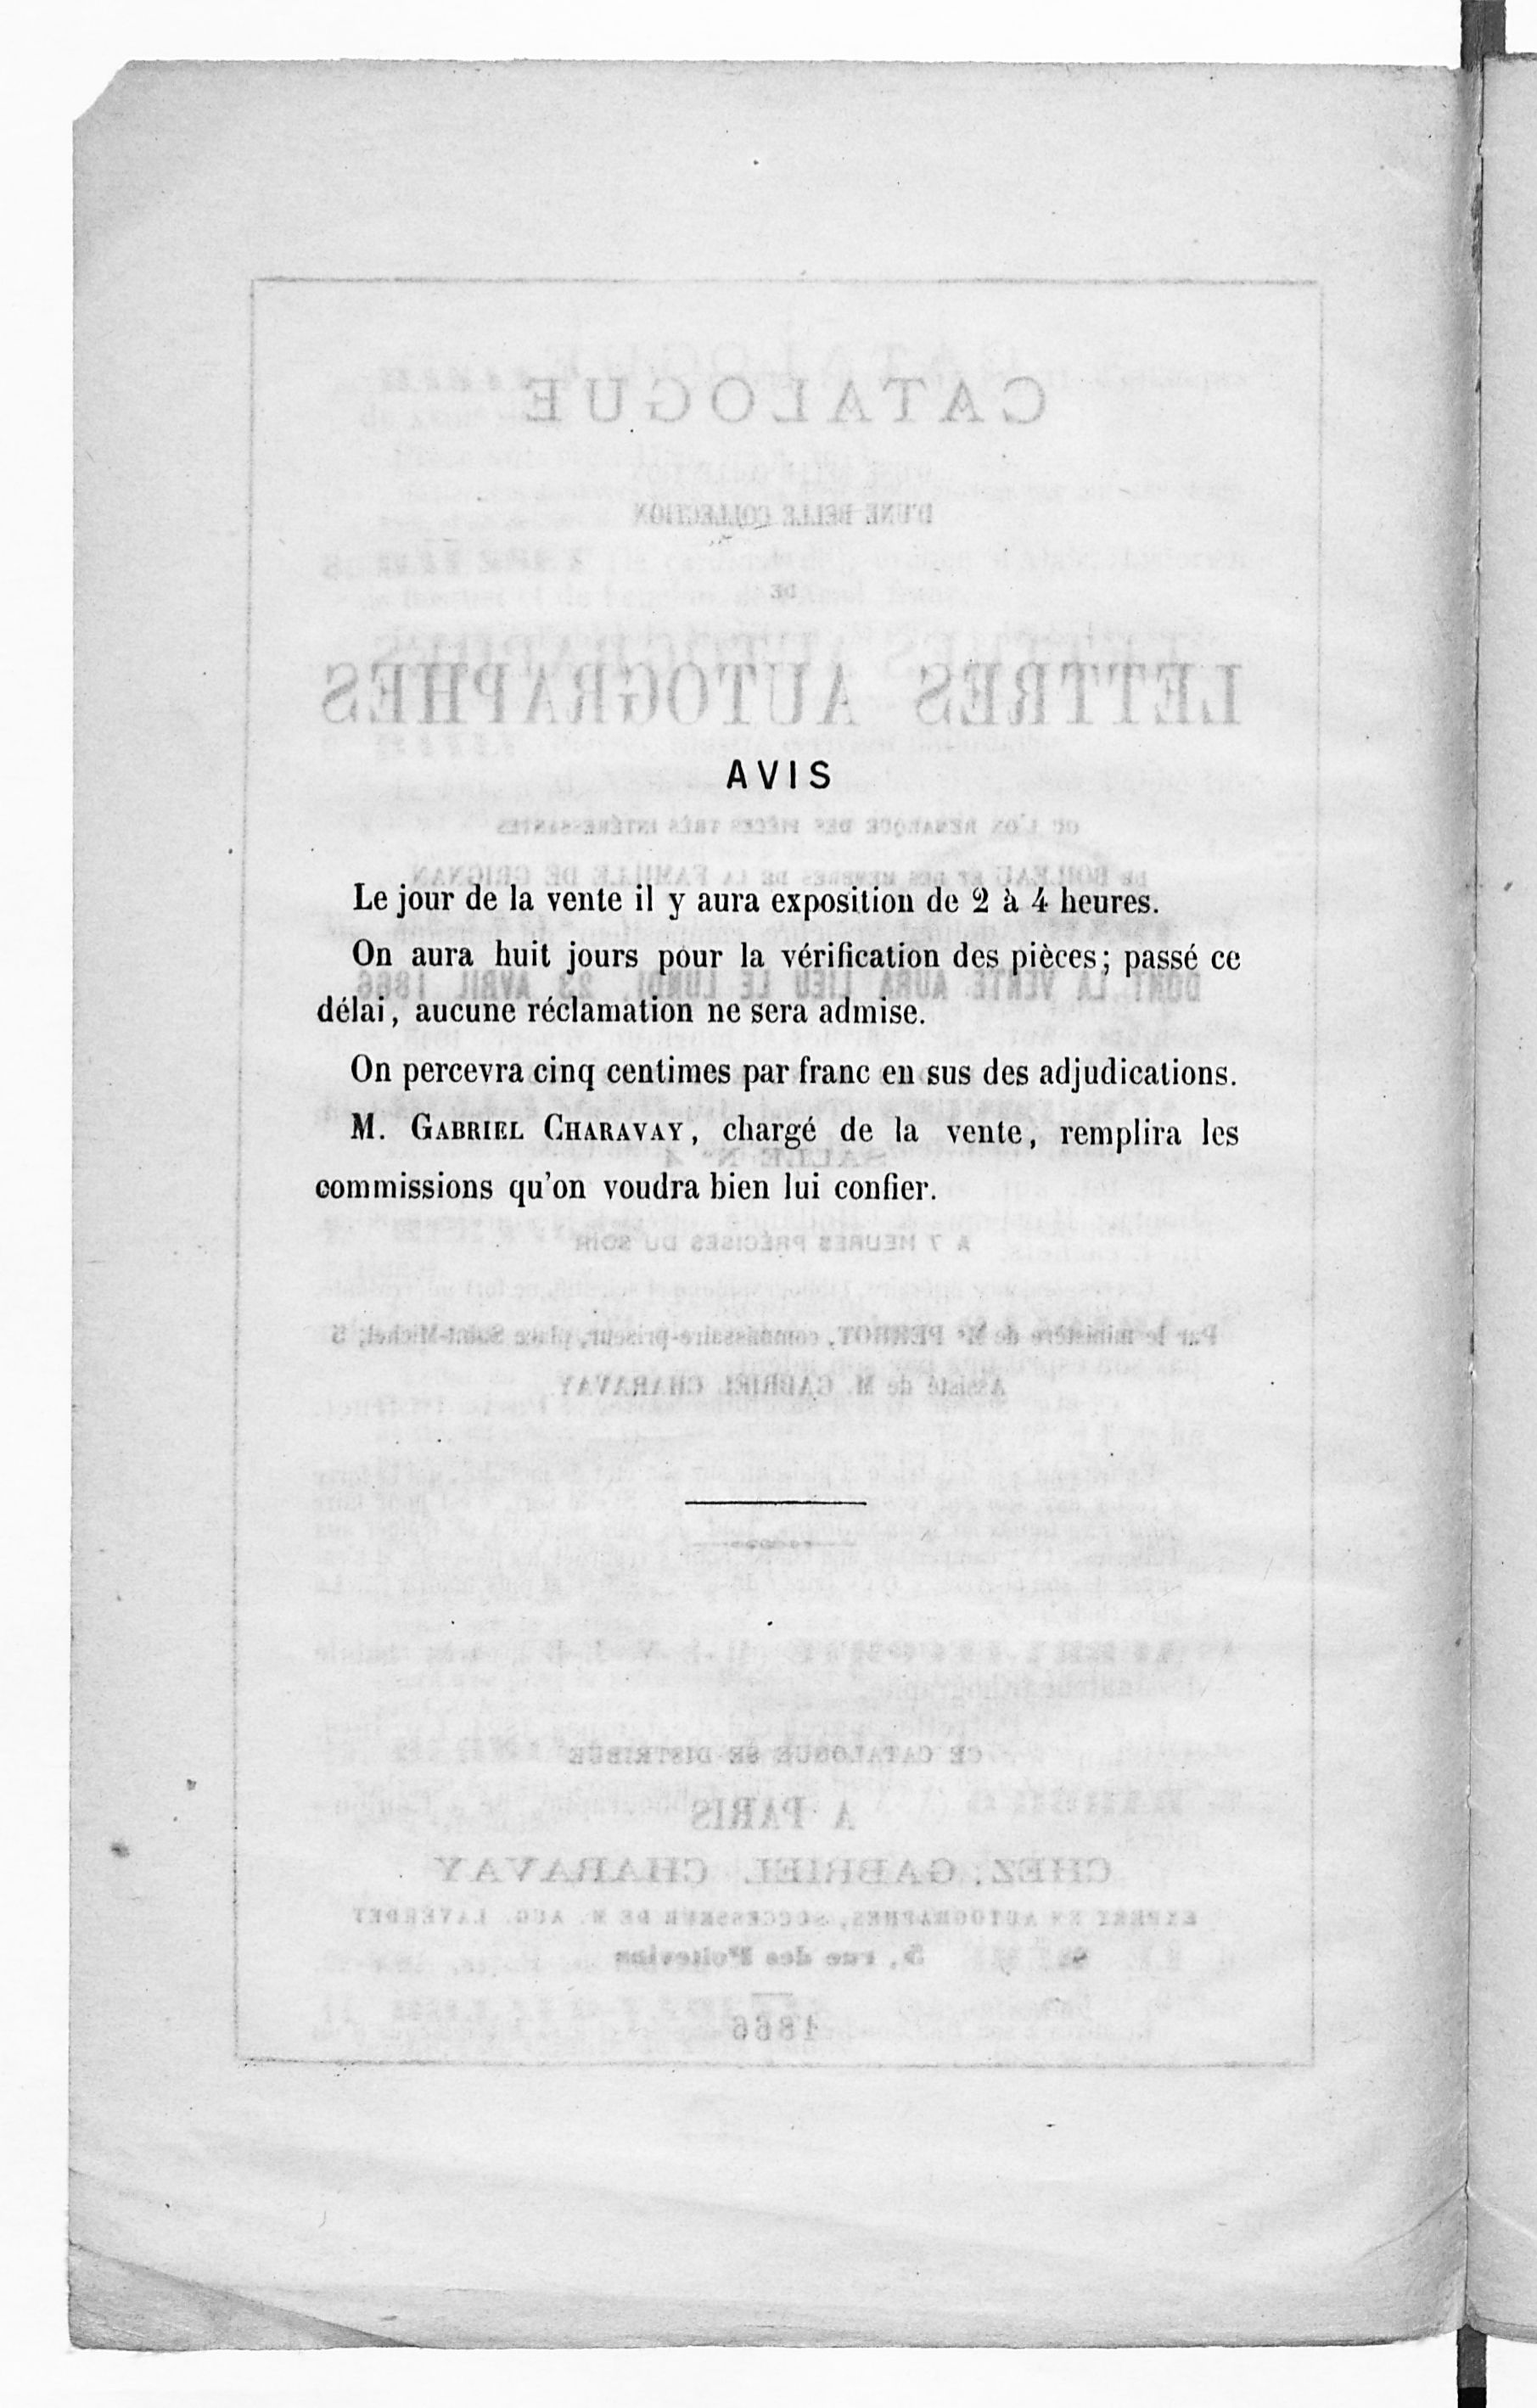 AVIS
Le jour de la vente il y aura exposition de 2 à 4 heures.
On aura huit jours pour la vérification des pièces; passé ce
délai, aucune réclamation ne sera admise.
On percevra cinq centimes par franc en sus des adjudications.
M. GABRIEL CHARAVAY, chargé de la vente, remplira les
commissions qu'on voudra bien lui confier.